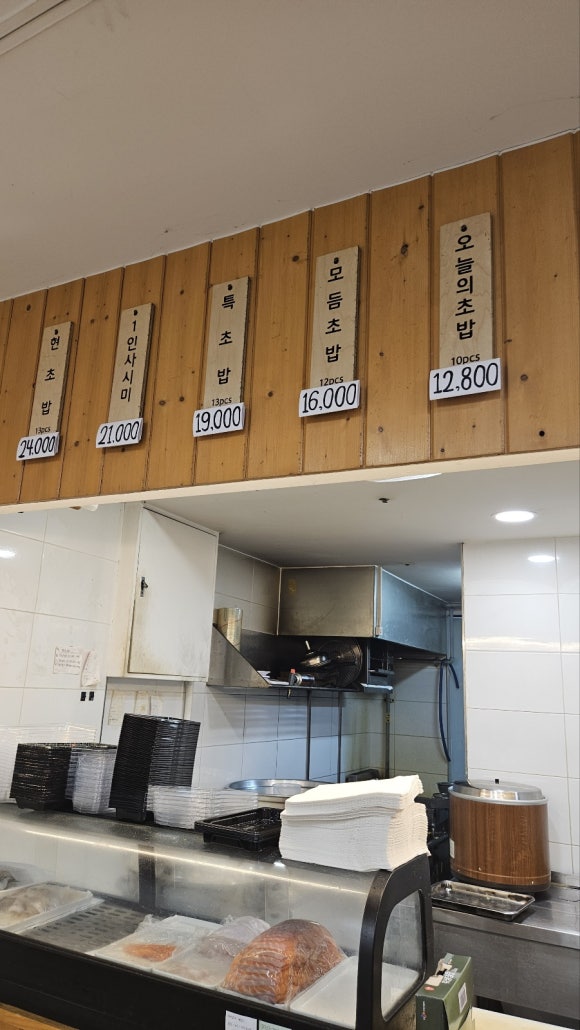 현초밥
13pcs
24.000
1인사시미
21.000
특초밥
13pcs
19.000
모듬초밥
12pcs
16,000
오늘의초밥
10pcs
12,800